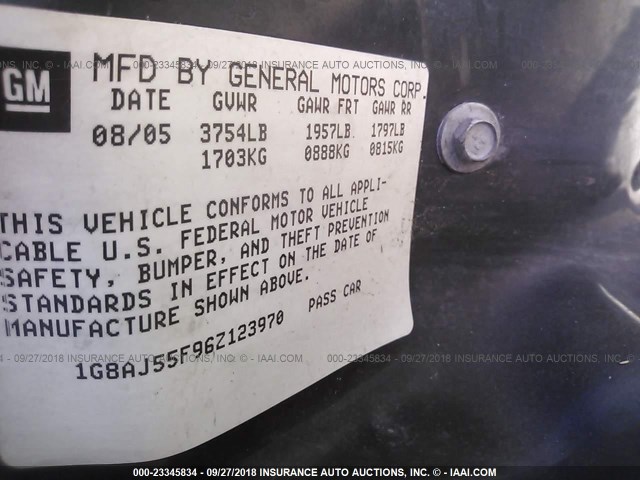 GM
MFD BY GENERAL MOTORS CORP.
DATE GVWR GAWR FRT GAWR RR
08/05 3754LB 1957LB 1797LB
1703KG 0888KG 0815KG
THIS VEHICLE CONFORMS TO ALL APPLI-
CABLE U.S. FEDERAL MOTOR VEHICLE
SAFETY, BUMPER, AND THEFT PREVENTION
STANDARDS IN EFFECT ON THE DATE OF
MANUFACTURE SHOWN ABOVE.
1G8AJ55F96Z123970 PASS CAR
000-23345834 - 09/27/2018 INSURANCE AUTO AUCTIONS, INC. - © IAAI.COM